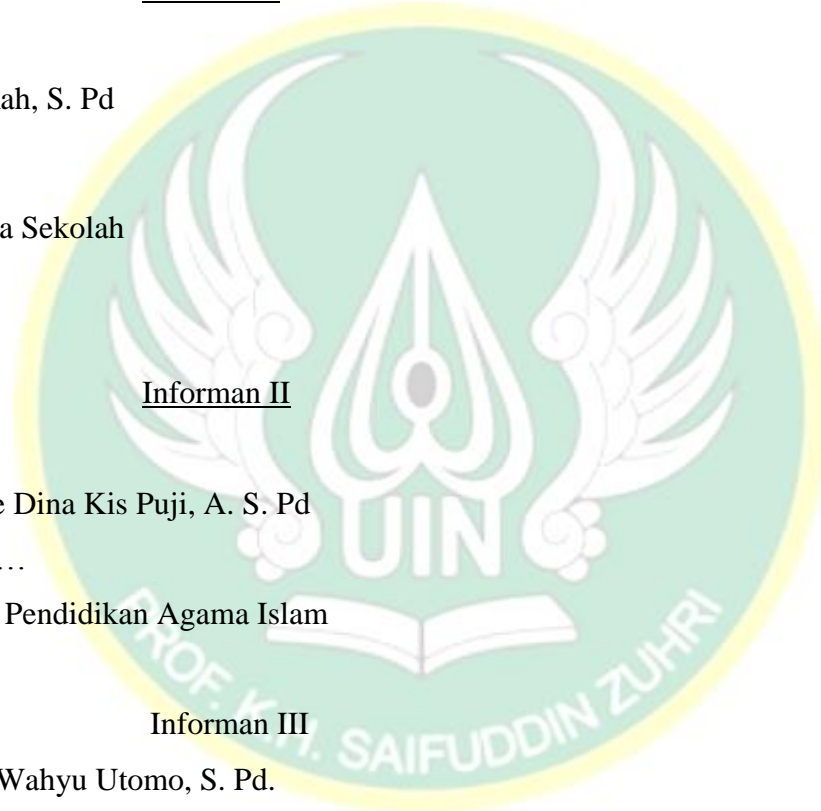 ah, S. Pd
a Sekolah
Informan II
Dina Kis Puji, A. S. Pd
…
Pendidikan Agama Islam
Informan III
Wahyu Utomo, S. Pd.
UIN
PROF. K.H. SAIFUDDIN ZUHRI